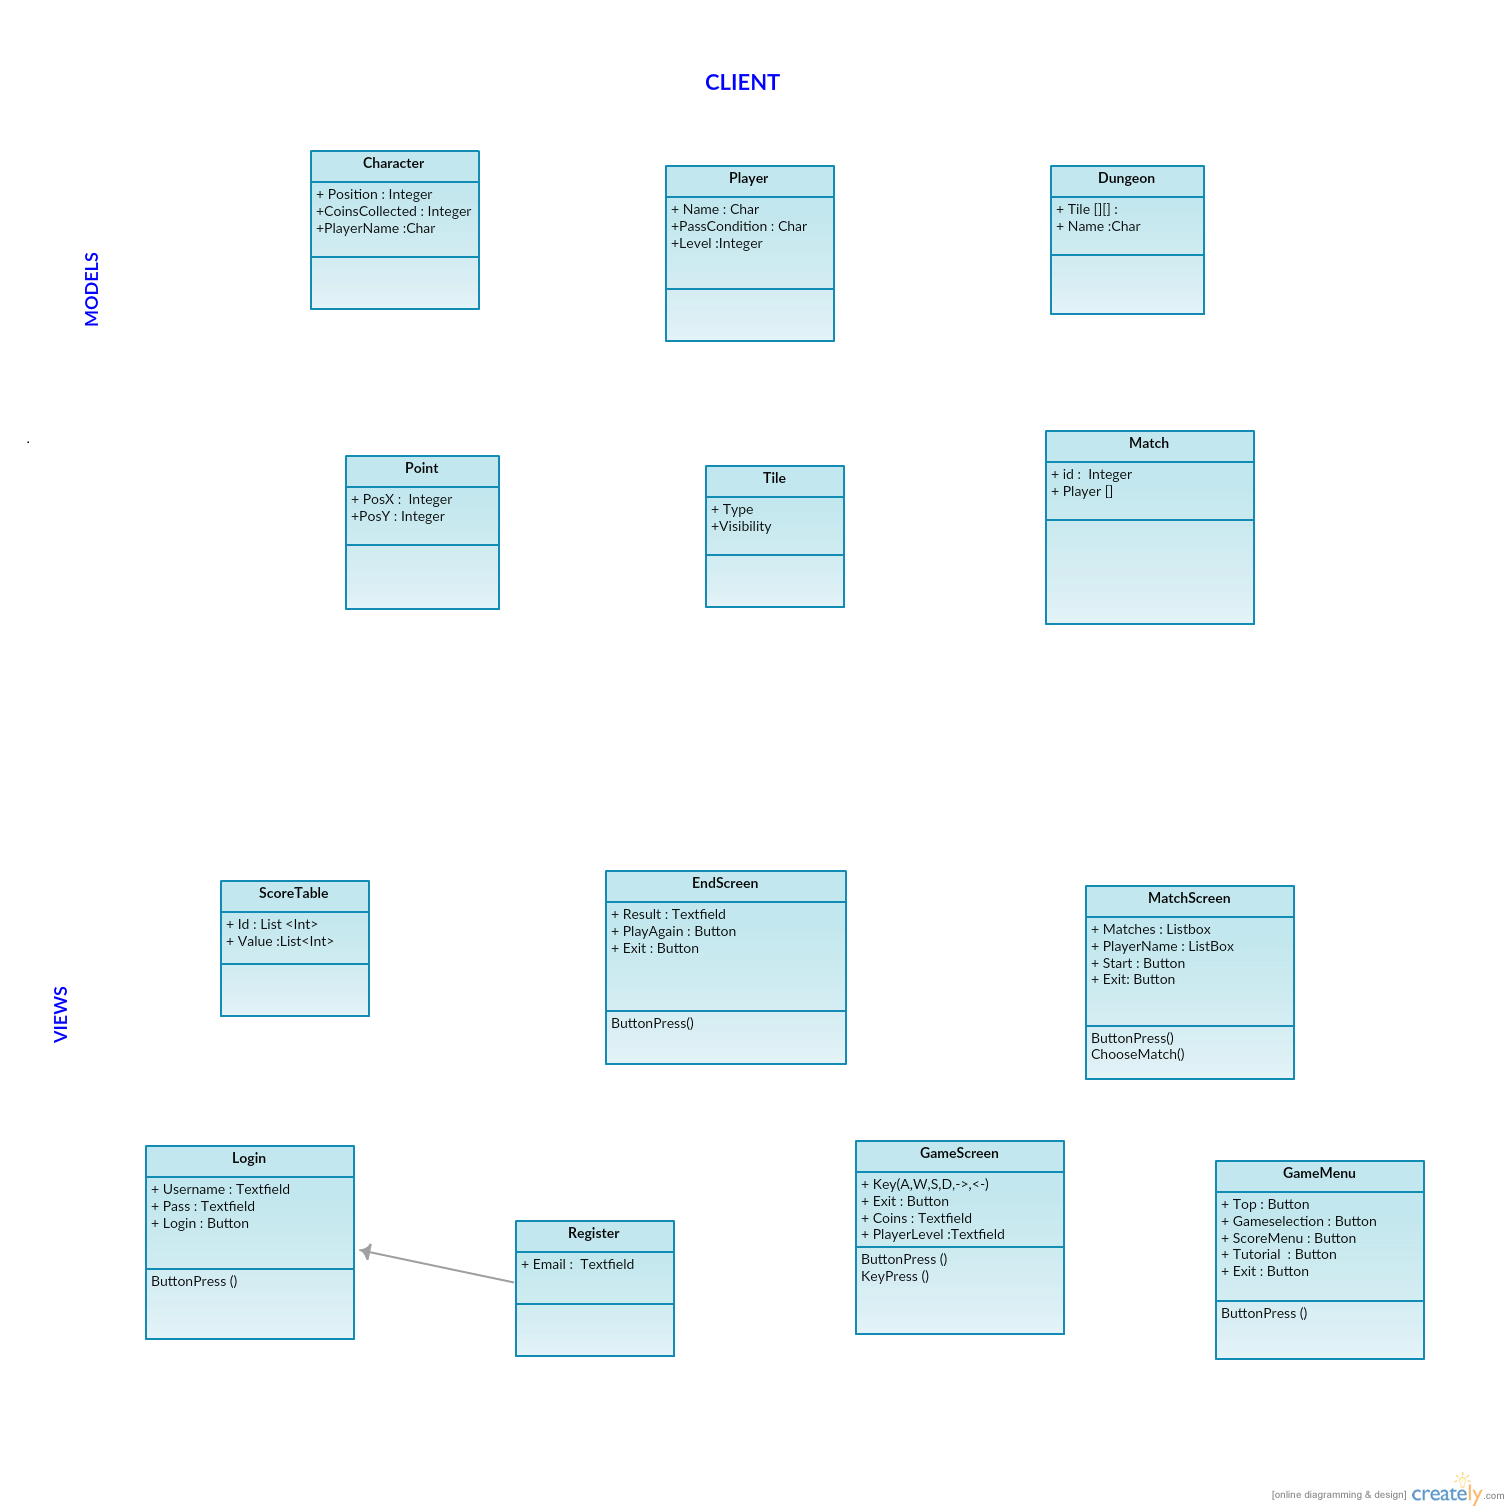 CLIENT
MODELS
Character
+ Position : Integer
+CoinsCollected : Integer
+PlayerName :Char
Player
+ Name : Char
+PassCondition : Char
+Level :Integer
Dungeon
+ Tile [][] :
+ Name :Char
.
Point
+ PosX :  Integer
+PosY : Integer
Tile
+ Type
+Visibility
Match
+ id :  Integer
+ Player []
VIEWS
ScoreTable
+ Id : List <Int>
+ Value :List<Int>
EndScreen
+ Result : Textfield
+ PlayAgain : Button
+ Exit : Button
ButtonPress()
MatchScreen
+ Matches : Listbox
+ PlayerName : ListBox
+ Start : Button
+ Exit: Button
ButtonPress()
ChooseMatch()
Login
+ Username : Textfield
+ Pass : Textfield
+ Login : Button
ButtonPress ()
Register
+ Email :  Textfield
GameScreen
+ Key(A,W,S,D,->,<-)
+ Exit : Button
+ Coins : Textfield
+ PlayerLevel :Textfield
ButtonPress ()
KeyPress ()
GameMenu
+ Top : Button
+ Gameselection : Button
+ ScoreMenu : Button
+ Tutorial  : Button
+ Exit : Button
ButtonPress ()
[online diagramming & design] creately.com